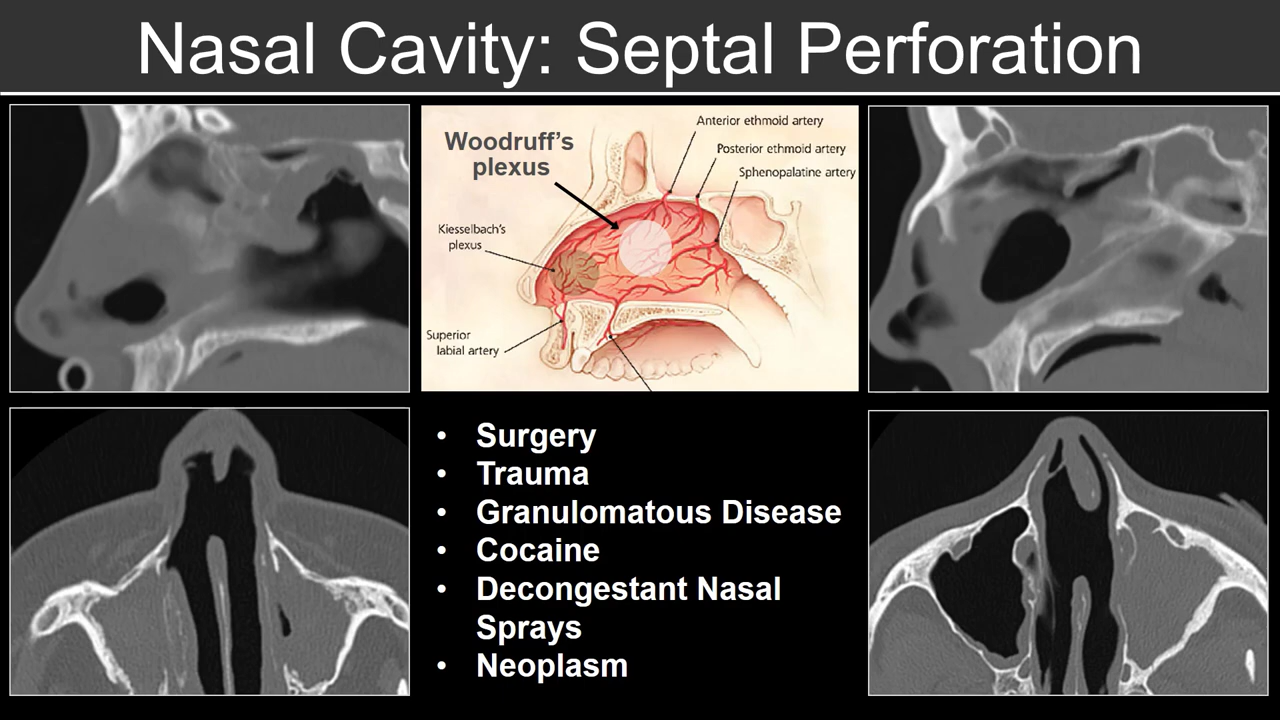 Nasal Cavity: Septal Perforation
Woodruff's
plexus
Anterior ethmoid artery
Posterior ethmoid artery
Sphenopalatine artery
Kiesselbach's
plexus
Superior
labial artery
• Surgery
• Trauma
• Granulomatous Disease
• Cocaine
• Decongestant Nasal
Sprays
• Neoplasm